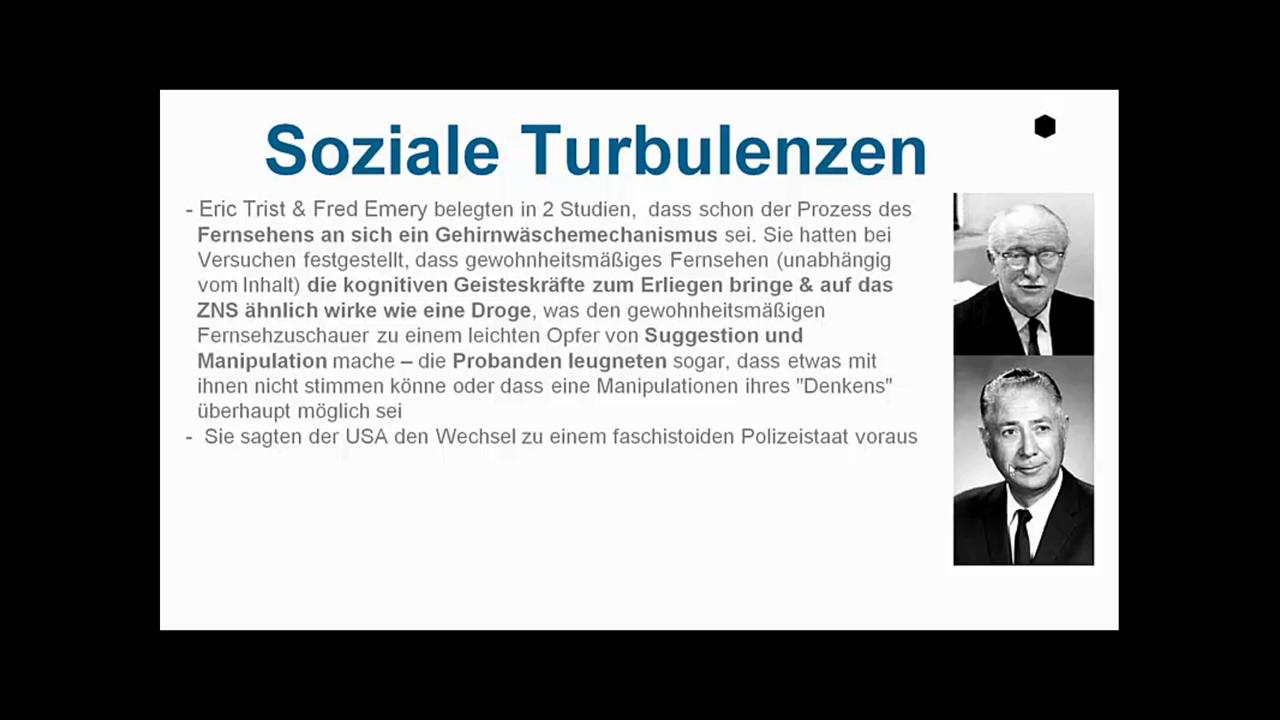 Soziale Turbulenzen
- Eric Trist & Fred Emery belegten in 2 Studien, dass schon der Prozess des
Fernsehens an sich ein Gehirnwäschemechanismus sei. Sie hatten bei
Versuchen festgestellt, dass gewohnheitsmäßiges Fernsehen (unabhängig
vom Inhalt) die kognitiven Geisteskräfte zum Erliegen bringe & auf das
ZNS ähnlich wirke wie eine Droge, was den gewohnheitsmäßigen
Fernsehzuschauer zu einem leichten Opfer von Suggestion und
Manipulation mache – die Probanden leugneten sogar, dass etwas mit
ihnen nicht stimmen könne oder dass eine Manipulationen ihres "Denkens"
überhaupt möglich sei
- Sie sagten der USA den Wechsel zu einem faschistoiden Polizeistaat voraus